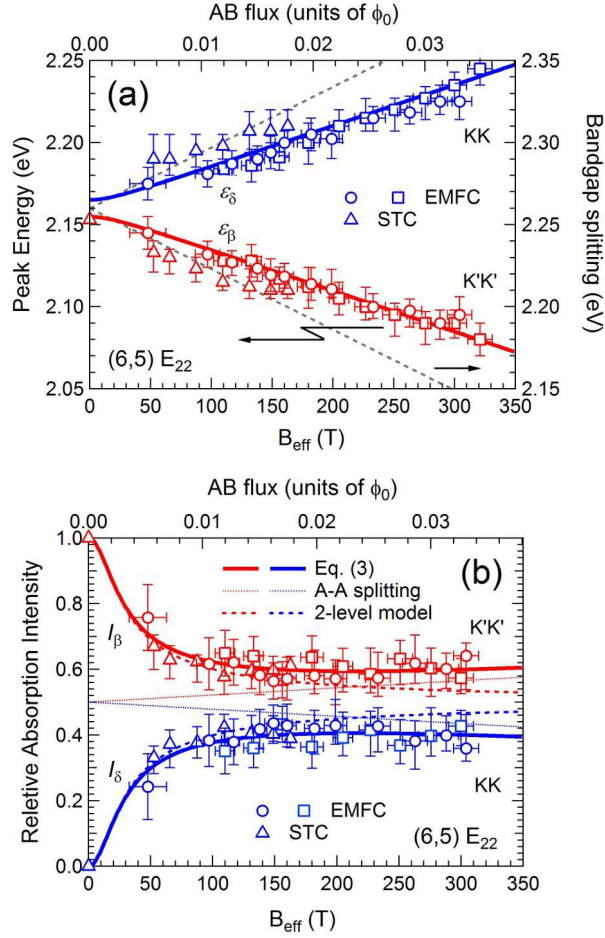 AB flux (units of ϕ0)
0.00 0.01 0.02 0.03
2.25 2.35
(a)
KK
2.20 2.30
εδ
EMFC
STC
2.15 2.25
εβ
K'K'
2.10 2.20
(6,5) E22
2.05 2.15
0 50 100 150 200 250 300 350
Beff (T)
Peak Energy (eV)
Bandgap splitting (eV)
AB flux (units of ϕ0)
0.00 0.01 0.02 0.03
1.0
Eq. (3)
(b)
A-A splitting
0.8
2-level model
Iβ
K'K'
0.6
0.4
Iδ
KK
0.2
EMFC
STC
(6,5) E22
0.0
0 50 100 150 200 250 300 350
Beff (T)
Reletive Absorption Intensity